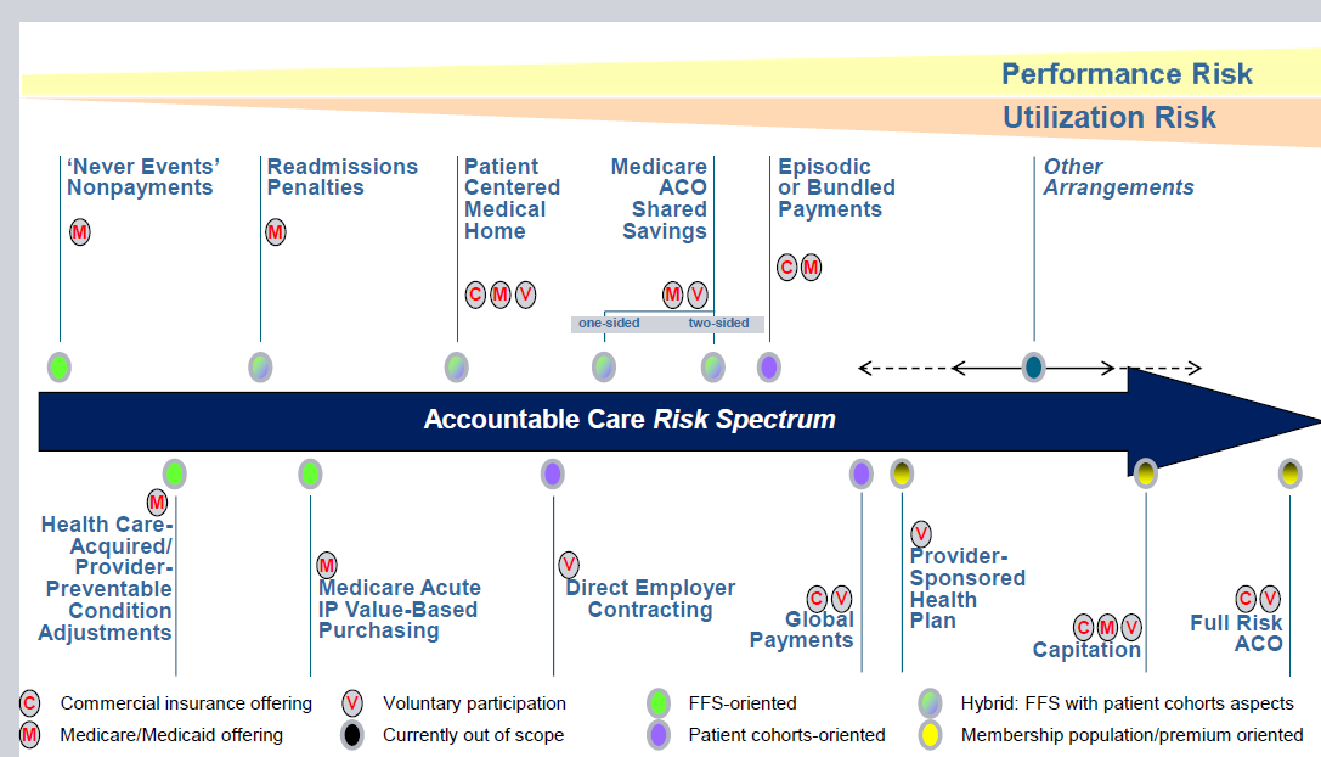 Performance Risk
Utilization Risk
‘Never Events’
Nonpayments
M
Readmissions
Penalties
M
Patient
Centered
Medical
Home
C M V
Medicare
ACO
Shared
Savings
M V
one-sided two-sided
Episodic
or Bundled
Payments
C M
Other
Arrangements
Accountable Care Risk Spectrum
M
Health Care-
Acquired/
Provider-
Preventable
Condition
Adjustments
M
Medicare Acute
IP Value-Based
Purchasing
V
Direct Employer
Contracting
C V
Global
Payments
V
Provider-
Sponsored
Health
Plan
C M V
Capitation
C V
Full Risk
ACO
C Commercial insurance offering
M Medicare/Medicaid offering
V Voluntary participation
Currently out of scope
FFS-oriented
Patient cohorts-oriented
Hybrid: FFS with patient cohorts aspects
Membership population/premium oriented